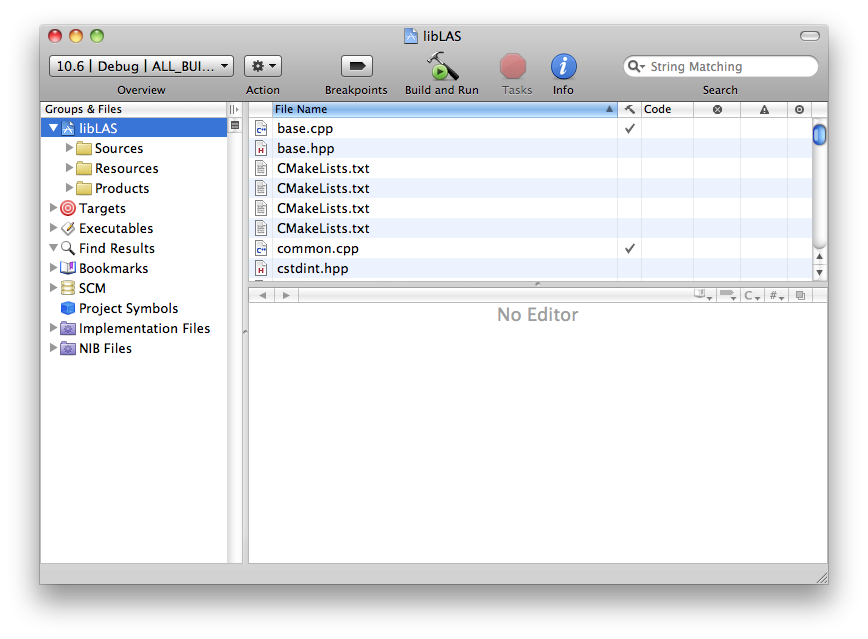 libLAS
10.6 | Debug | ALL_BUI...
String Matching
Overview
Action
Breakpoints
Build and Run
Tasks
Info
Search
Groups & Files
File Name
Code
libLAS
Sources
Resources
Products
Targets
Executables
Find Results
Bookmarks
SCM
Project Symbols
Implementation Files
NIB Files
base.cpp
base.hpp
CMakeLists.txt
CMakeLists.txt
CMakeLists.txt
CMakeLists.txt
common.cpp
cstdint.hpp
C
#
No Editor